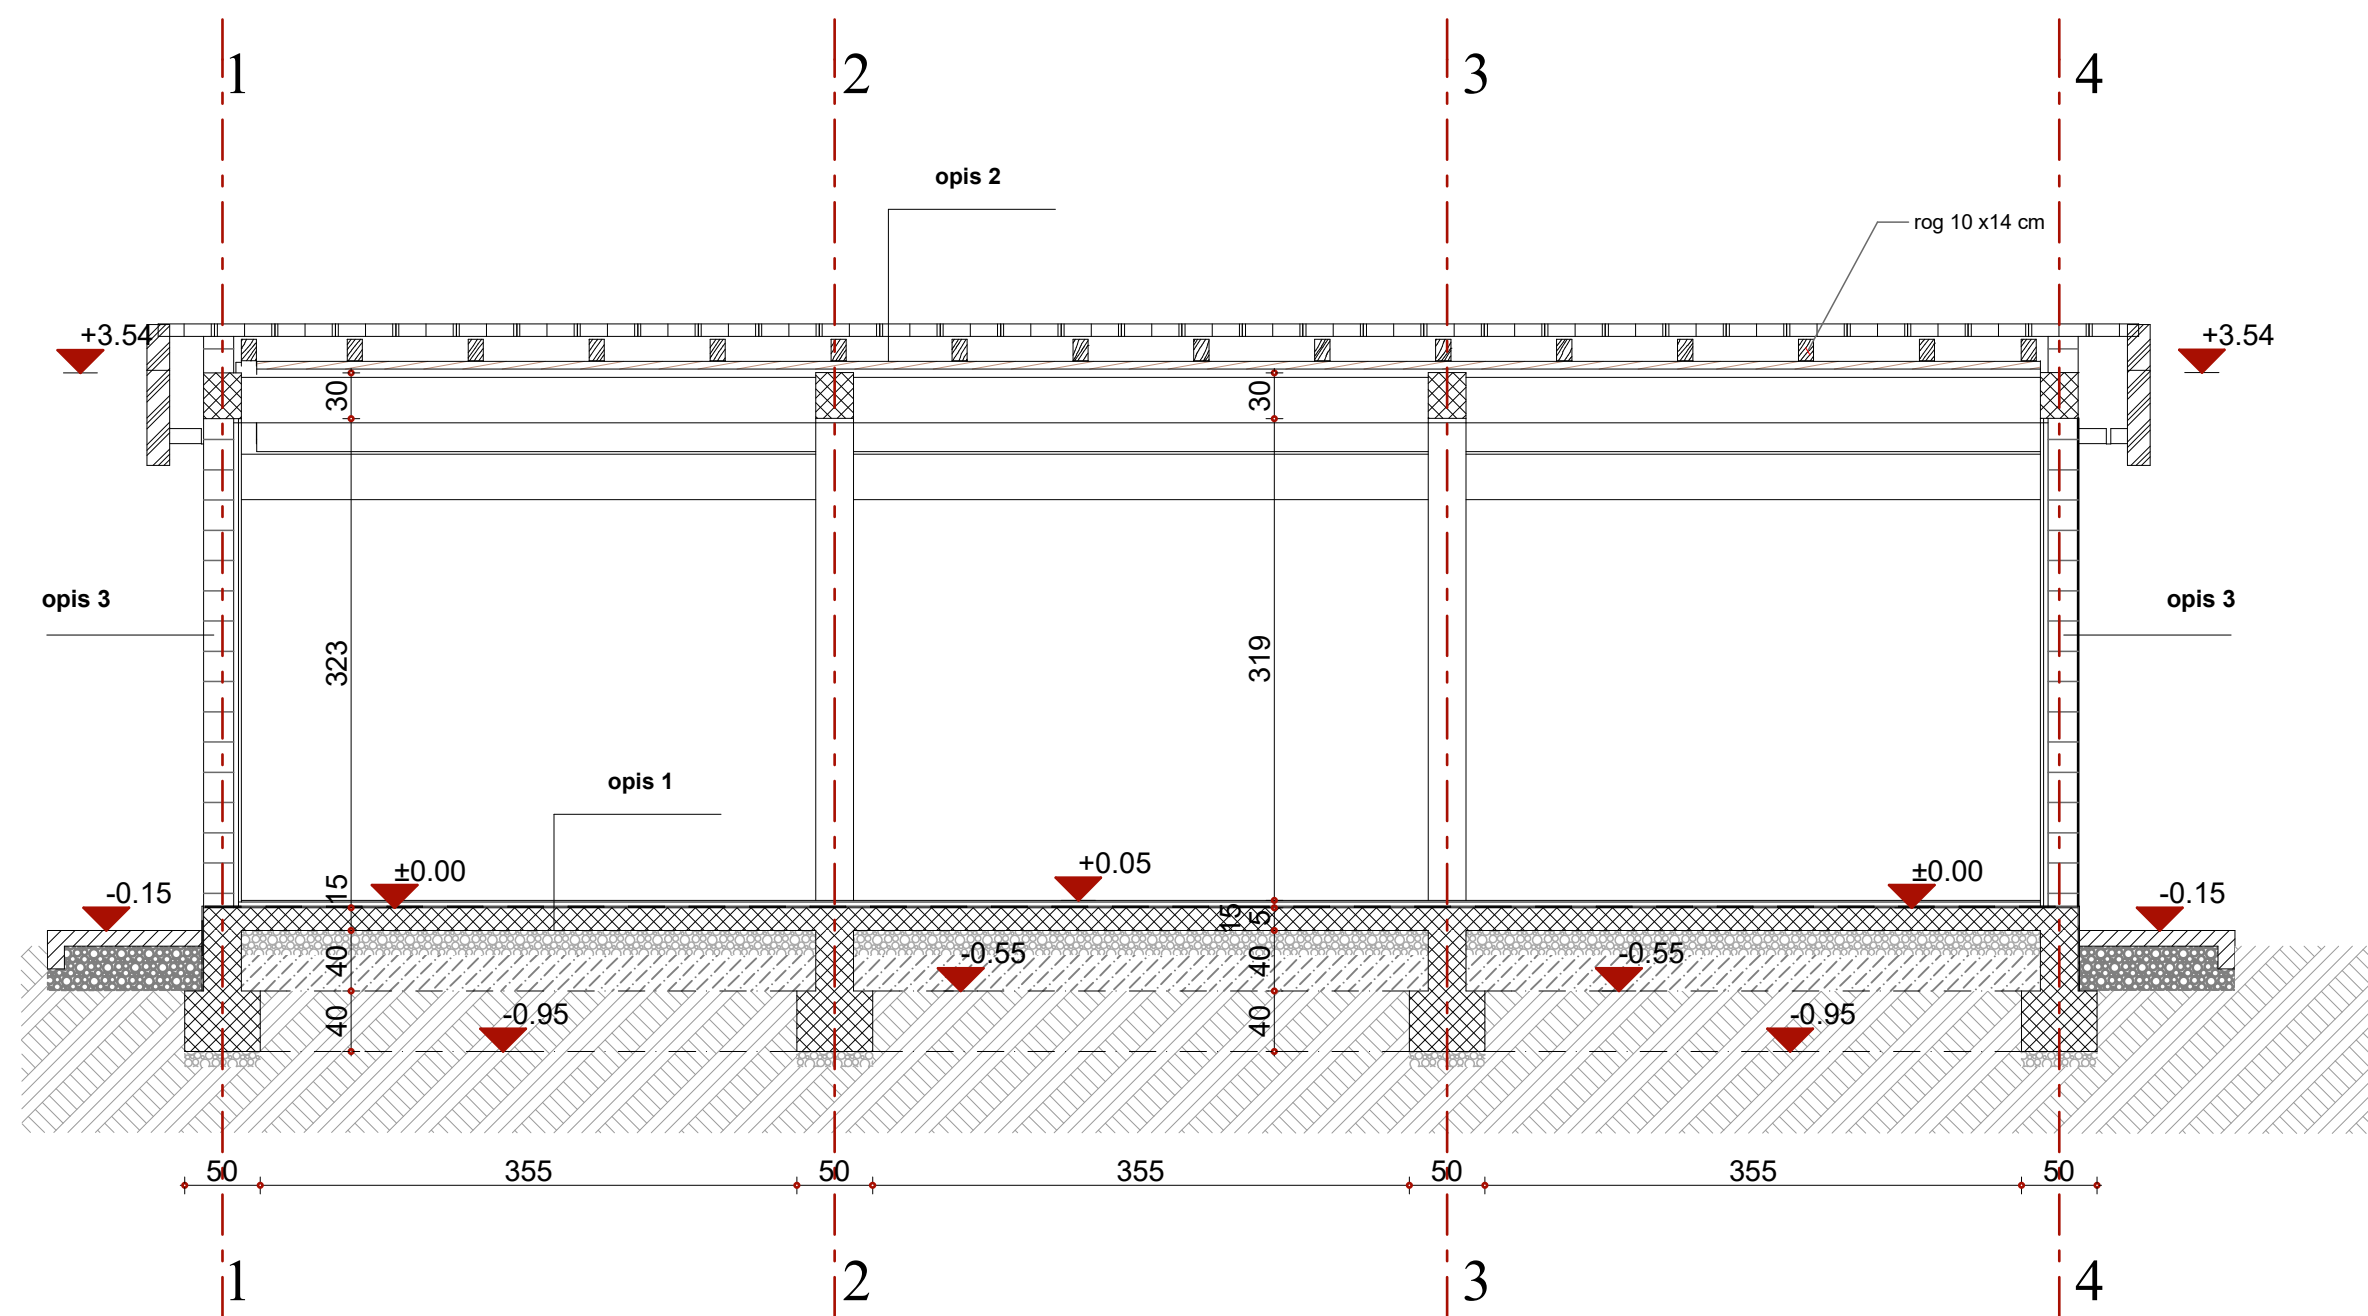 1 2 3 4
opis 2
rog 10 x14 cm
+3.54 +3.54
30 30
opis 3 opis 3
323 319
opis 1
±0.00 +0.05 ±0.00
-0.15 15 15 5 -0.15
40 -0.55 40 -0.55
40 -0.95 40 -0.95
50 355 50 355 50 355 50
1 2 3 4